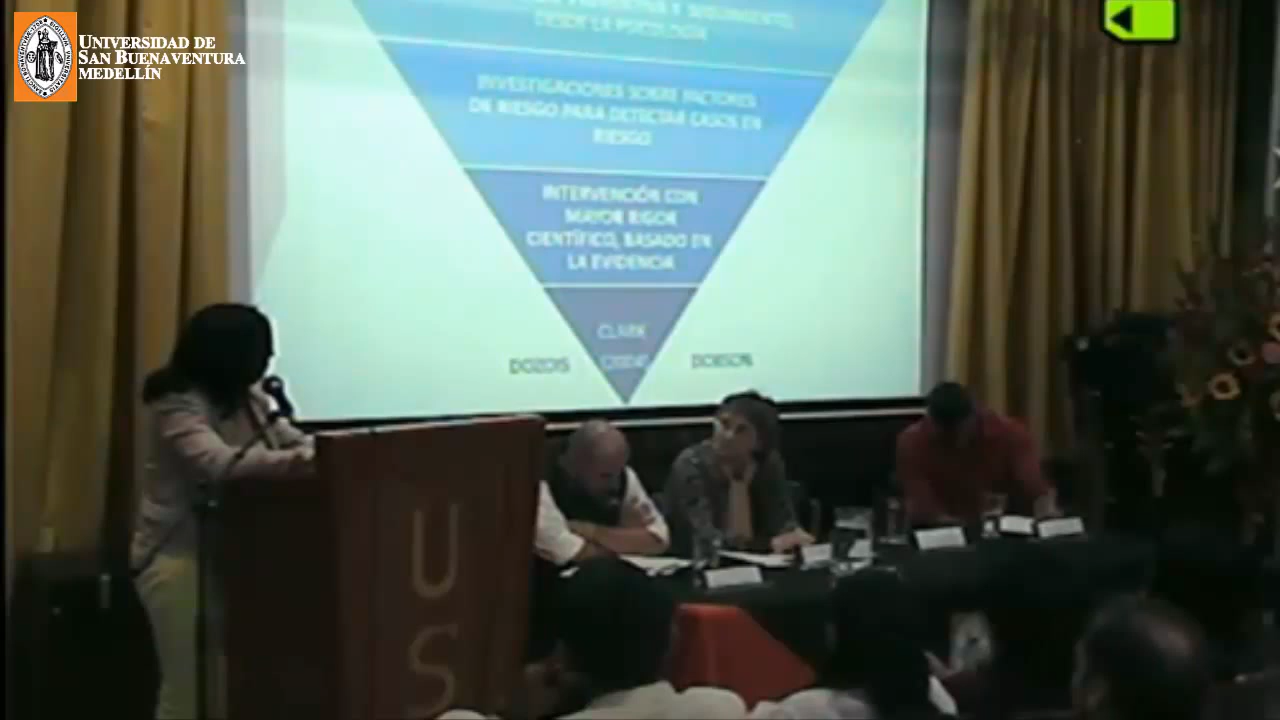 UNIVERSIDAD DE
SAN BUENAVENTURA
MEDELLÍN
DESDE LA PSICOLOGÍA
INVESTIGACIONES SOBRE FACTORES
DE RIESGO PARA DETECTAR CASOS EN
RIESGO
INTERVENCIÓN CON
MAYOR RIGOR
CIENTÍFICO, BASADO EN
LA EVIDENCIA
CLARK
DOZOIS DOBSON
U
S